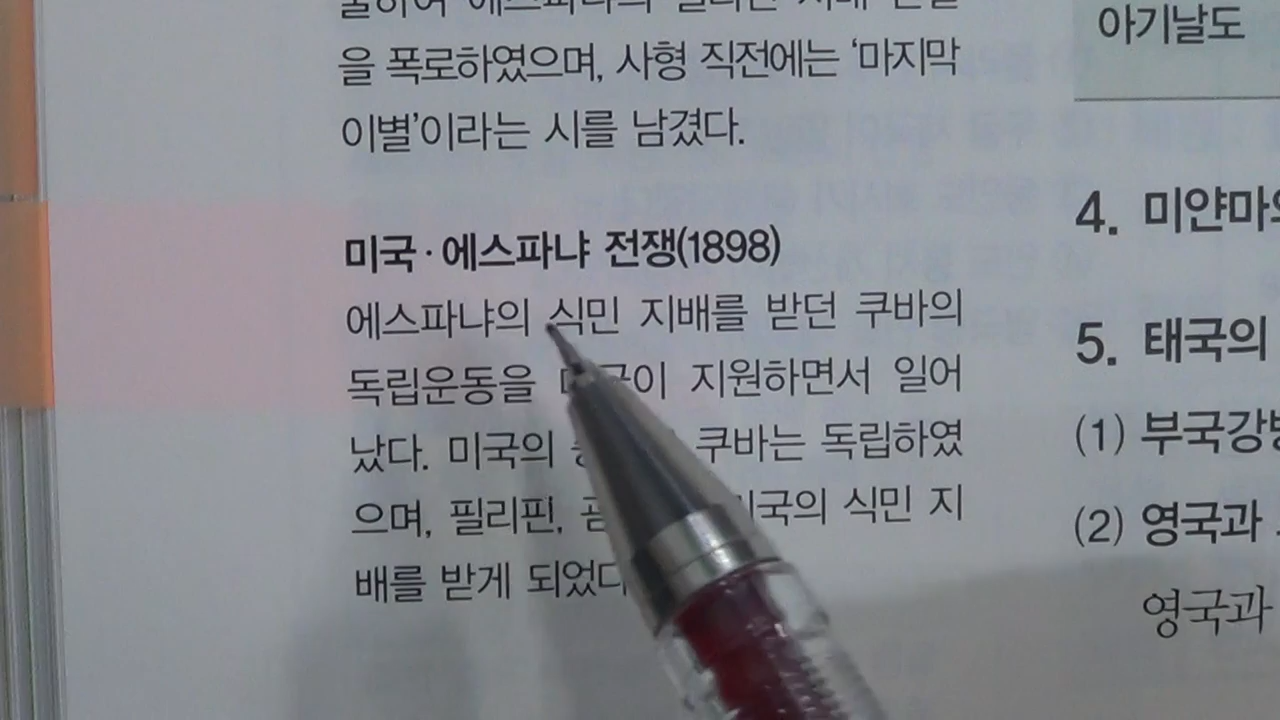 을 폭로하였으며, 사형 직전에는 ‘마지막
이별’이라는 시를 남겼다.
미국·에스파냐 전쟁(1898)
에스파냐의 식민 지배를 받던 쿠바의
독립운동을 지원하면서 일어
났다. 미국의 쿠바는 독립하였
으며, 필리핀, 식민 지
배를 받게 되었다
아기날도
4. 미얀마의
5. 태국의
(1) 부국강병
(2) 영국과
영국과